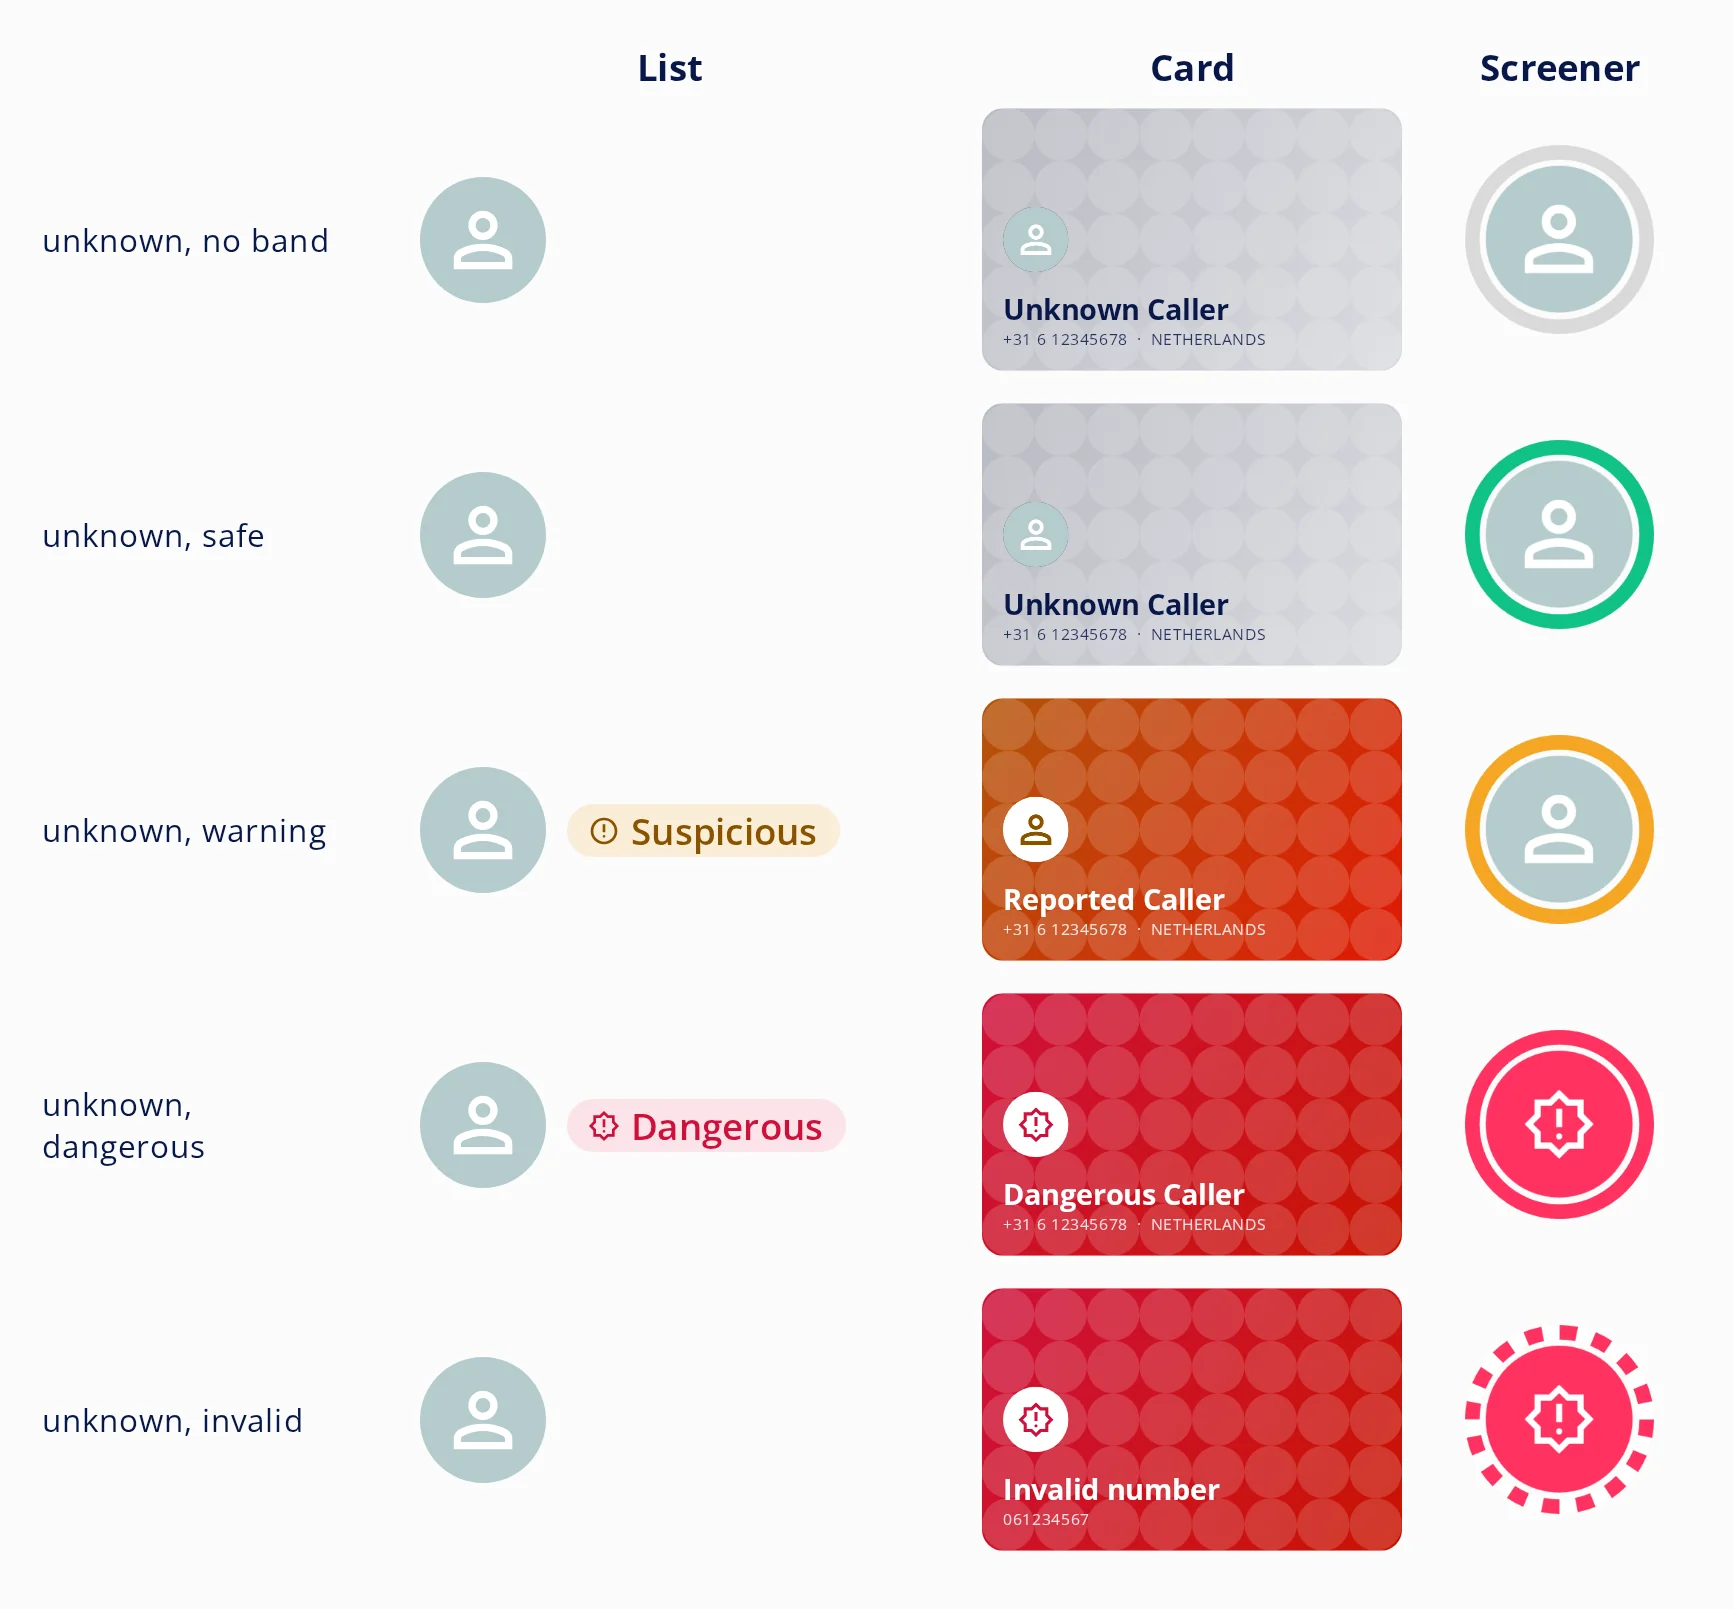 List
Card
Screener
unknown, no band
Unknown Caller
+31 6 12345678 · NETHERLANDS
unknown, safe
Unknown Caller
+31 6 12345678 · NETHERLANDS
unknown, warning
Suspicious
Reported Caller
+31 6 12345678 · NETHERLANDS
unknown,
dangerous
Dangerous
Dangerous Caller
+31 6 12345678 · NETHERLANDS
unknown, invalid
Invalid number
061234567